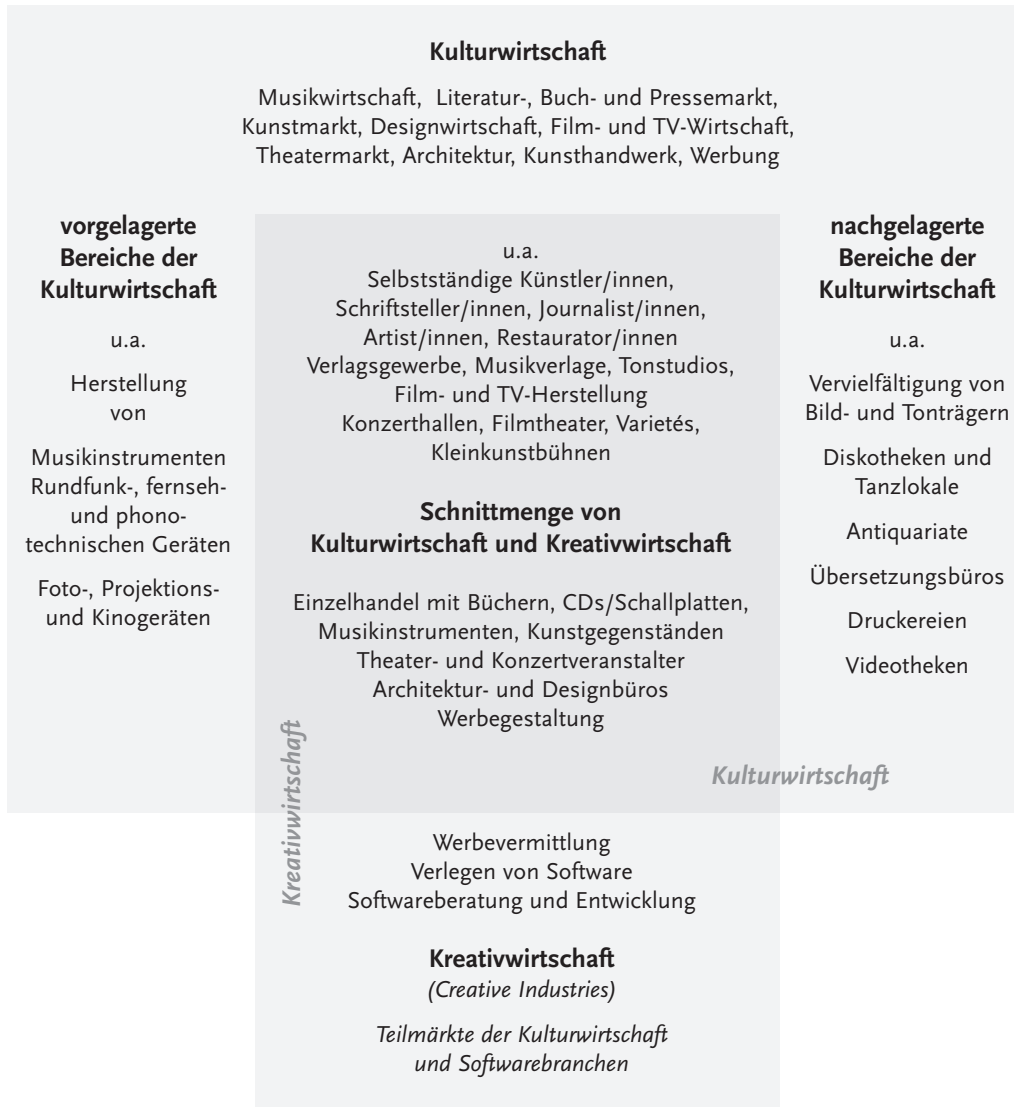 Kulturwirtschaft
Musikwirtschaft, Literatur-, Buch- und Pressemarkt,
Kunstmarkt, Designwirtschaft, Film- und TV-Wirtschaft,
Theatermarkt, Architektur, Kunsthandwerk, Werbung
vorgelagerte
Bereiche der
Kulturwirtschaft
u.a.
Herstellung
von
Musikinstrumenten
Rundfunk-, fernseh-
und phono-
technischen Geräten
Foto-, Projektions-
und Kinogeräten
u.a.
Selbstständige Künstler/innen,
Schriftsteller/innen, Journalist/innen,
Artist/innen, Restaurator/innen
Verlagsgewerbe, Musikverlage, Tonstudios,
Film- und TV-Herstellung
Konzerthallen, Filmtheater, Varietés,
Kleinkunstbühnen
Schnittmenge von
Kulturwirtschaft und Kreativwirtschaft
Einzelhandel mit Büchern, CDs/Schallplatten,
Musikinstrumenten, Kunstgegenständen
Theater- und Konzertveranstalter
Architektur- und Designbüros
Werbegestaltung
nachgelagerte
Bereiche der
Kulturwirtschaft
u.a.
Vervielfältigung von
Bild- und Tonträgern
Diskotheken und
Tanzlokale
Antiquariate
Übersetzungsbüros
Druckereien
Videotheken
Kreativwirtschaft
Kulturwirtschaft
Werbevermittlung
Verlegen von Software
Softwareberatung und Entwicklung
Kreativwirtschaft
(Creative Industries)
Teilmärkte der Kulturwirtschaft
und Softwarebranchen